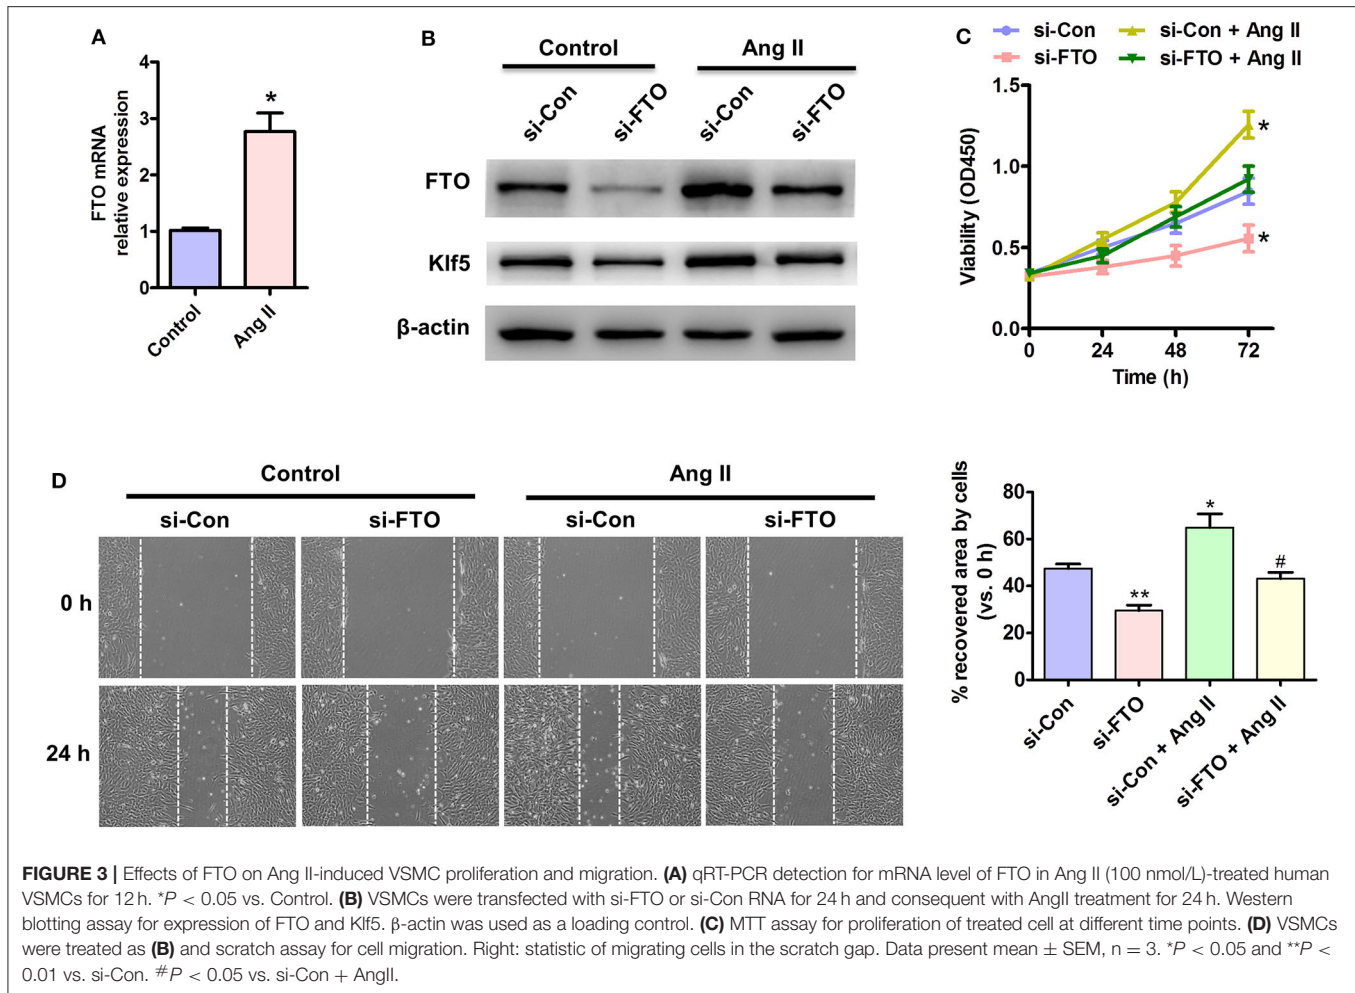 A
FTO mRNA
relative expression
4
3
2
1
0
*
Control
Ang II
B
Control
Ang II
si-Con
si-FTO
si-Con
si-FTO
FTO
Klf5
β-actin
C
si-Con
si-Con + Ang II
si-FTO
si-FTO + Ang II
Viability (OD450)
1.5
1.0
0.5
0.0
*
*
0
24
48
72
Time (h)
D
Control
Ang II
si-Con
si-FTO
si-Con
si-FTO
0 h
24 h
% recovered area by cells
(vs. 0 h)
80
60
40
20
0
**
*
#
si-Con
si-FTO
si-Con + Ang II
si-FTO + Ang II
FIGURE 3 | Effects of FTO on Ang II-induced VSMC proliferation and migration. (A) qRT-PCR detection for mRNA level of FTO in Ang II (100 nmol/L)-treated human
VSMCs for 12 h. *P < 0.05 vs. Control. (B) VSMCs were transfected with si-FTO or si-Con RNA for 24 h and consequent with AngII treatment for 24 h. Western
blotting assay for expression of FTO and Klf5. β-actin was used as a loading control. (C) MTT assay for proliferation of treated cell at different time points. (D) VSMCs
were treated as (B) and scratch assay for cell migration. Right: statistic of migrating cells in the scratch gap. Data present mean ± SEM, n = 3. *P < 0.05 and **P <
0.01 vs. si-Con. #P < 0.05 vs. si-Con + AngII.